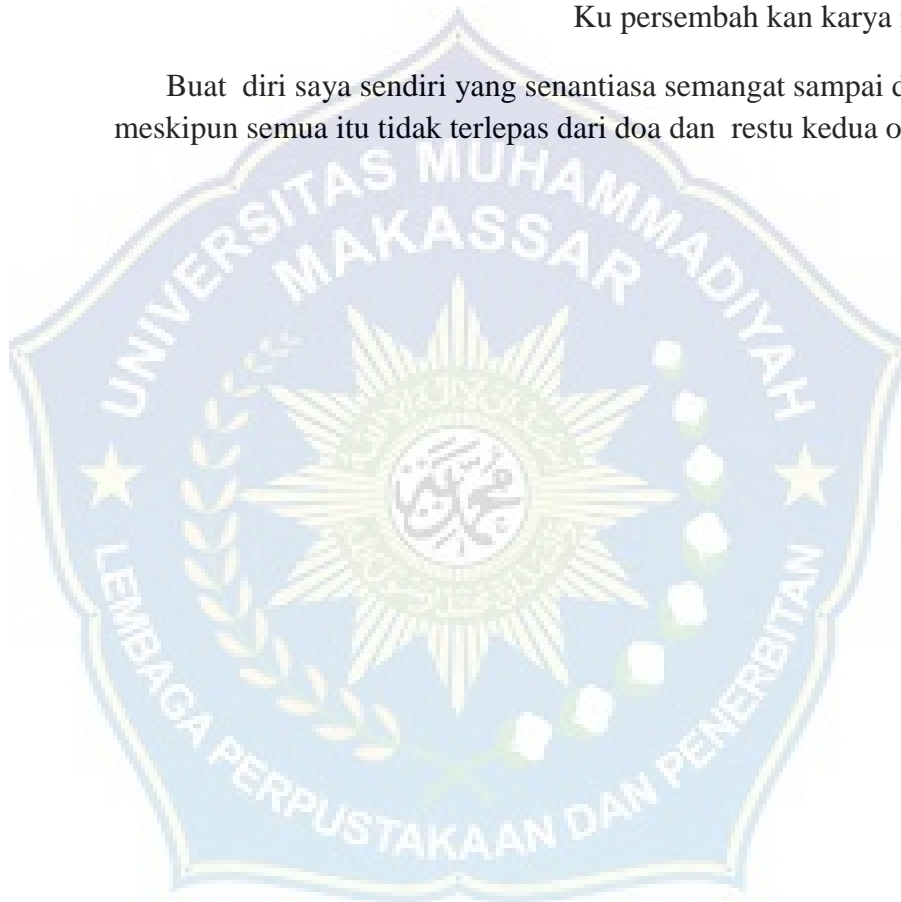 Ku persembah kan karya
Buat diri saya sendiri yang senantiasa semangat sampai
meskipun semua itu tidak terlepas dari doa dan restu kedua
UNIVERSITAS MUHAMMADIYAH
MAKASSAR
LEMBAGA PERPUSTAKAAN DAN PENERBITAN